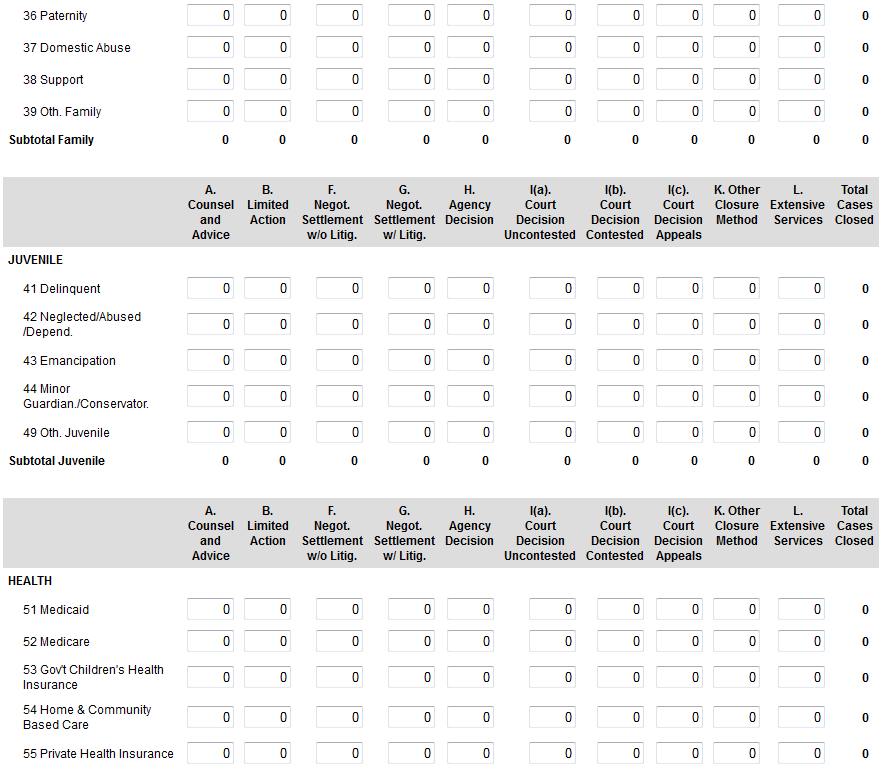 36 Paternity 0 0 0 0 0 0 0 0 0 0 0
37 Domestic Abuse 0 0 0 0 0 0 0 0 0 0 0
38 Support 0 0 0 0 0 0 0 0 0 0 0
39 Oth. Family 0 0 0 0 0 0 0 0 0 0 0
Subtotal Family 0 0 0 0 0 0 0 0 0 0 0
A. B. F. G. H. I(a). I(b). I(c). K. Other L. Total
Counsel Limited Negot. Negot. Agency Court Court Court Closure Extensive Cases
and Action Settlement Settlement Decision Decision Decision Decision Method Services Closed
Advice w/o Litig. w/ Litig. Uncontested Contested Appeals
JUVENILE
41 Delinquent 0 0 0 0 0 0 0 0 0 0 0
42 Neglected/Abused
/Depend. 0 0 0 0 0 0 0 0 0 0 0
43 Emancipation 0 0 0 0 0 0 0 0 0 0 0
44 Minor
Guardian./Conservator. 0 0 0 0 0 0 0 0 0 0 0
49 Oth. Juvenile 0 0 0 0 0 0 0 0 0 0 0
Subtotal Juvenile 0 0 0 0 0 0 0 0 0 0 0
A. B. F. G. H. I(a). I(b). I(c). K. Other L. Total
Counsel Limited Negot. Negot. Agency Court Court Court Closure Extensive Cases
and Action Settlement Settlement Decision Decision Decision Decision Method Services Closed
Advice w/o Litig. w/ Litig. Uncontested Contested Appeals
HEALTH
51 Medicaid 0 0 0 0 0 0 0 0 0 0 0
52 Medicare 0 0 0 0 0 0 0 0 0 0 0
53 Gov't Children's Health
Insurance 0 0 0 0 0 0 0 0 0 0 0
54 Home & Community
Based Care 0 0 0 0 0 0 0 0 0 0 0
55 Private Health Insurance 0 0 0 0 0 0 0 0 0 0 0